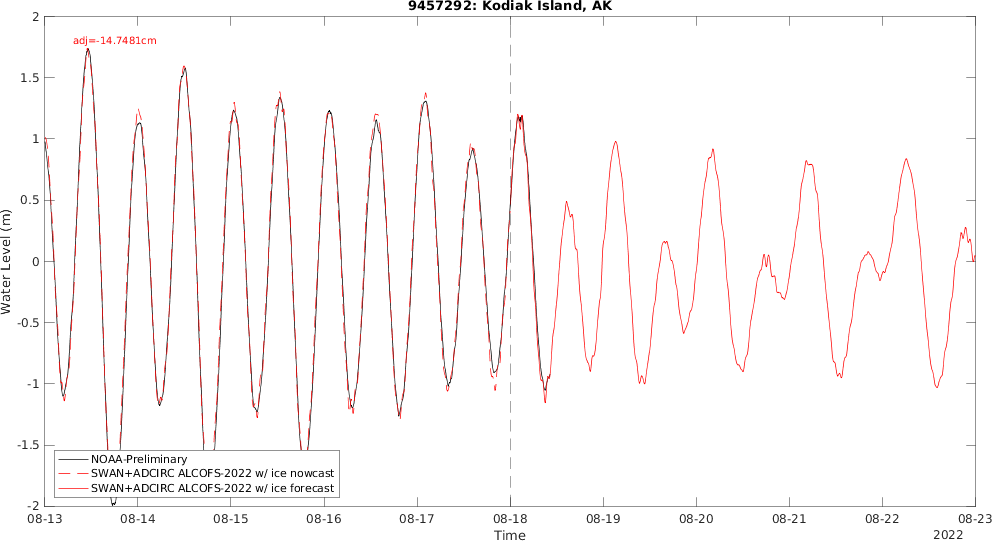 9457292: Kodiak Island, AK
adj=-14.7481cm
2
1.5
1
0.5
0
-0.5
-1
-1.5
-2
Water Level (m)
NOAA-Preliminary
SWAN+ADCIRC ALCOFS-2022 w/ ice nowcast
SWAN+ADCIRC ALCOFS-2022 w/ ice forecast
08-13 08-14 08-15 08-16 08-17 08-18 08-19 08-20 08-21 08-22 08-23
Time
2022